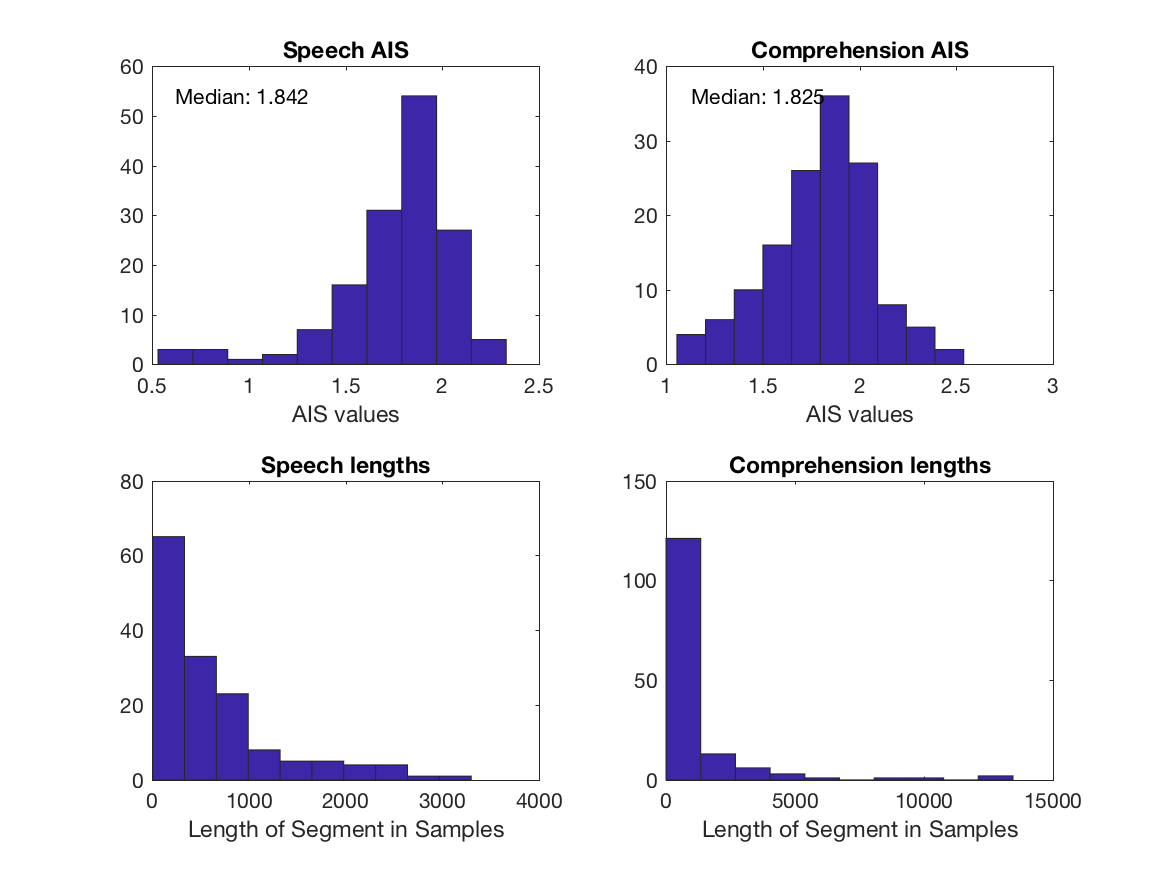 Speech AIS
Median: 1.842
60
50
40
30
20
10
0
0.5 1 1.5 2 2.5
AIS values
Comprehension AIS
Median: 1.825
40
30
20
10
0
1 1.5 2 2.5 3
AIS values
Speech lengths
80
60
40
20
0
0 1000 2000 3000 4000
Length of Segment in Samples
Comprehension lengths
150
100
50
0
0 5000 10000 15000
Length of Segment in Samples